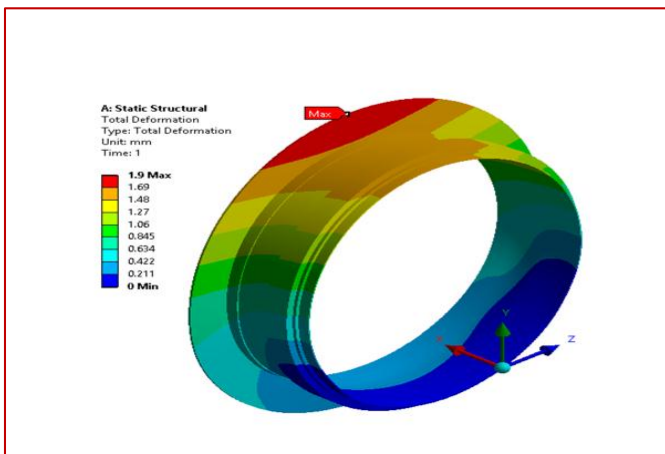 A: Static Structural
Total Deformation
Type: Total Deformation
Unit: mm
Time: 1
Max
1.9 Max
1.69
1.48
1.27
1.06
0.845
0.634
0.422
0.211
0 Min
Y
X
Z